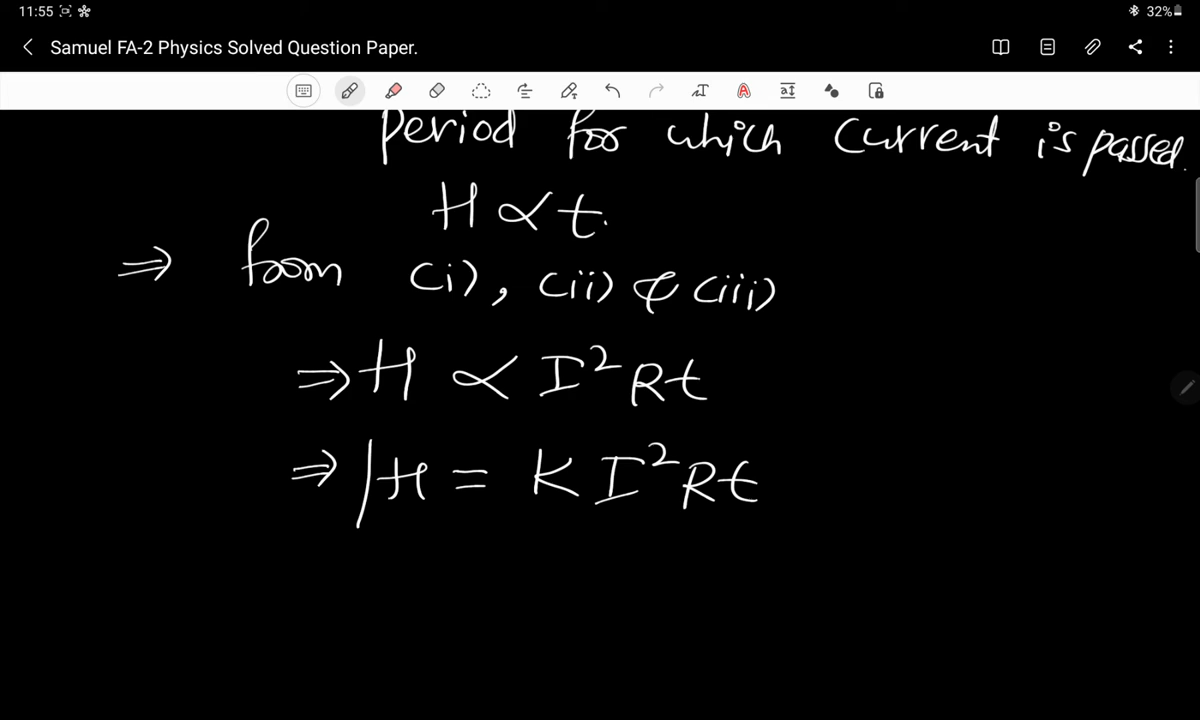 11:55 32%
Samuel FA-2 Physics Solved Question Paper.
Period for which current is passed.
H ∝ t.
⇒ from (i), (ii) & (iii)
⇒ H ∝ I²Rt
⇒ H = K I²Rt